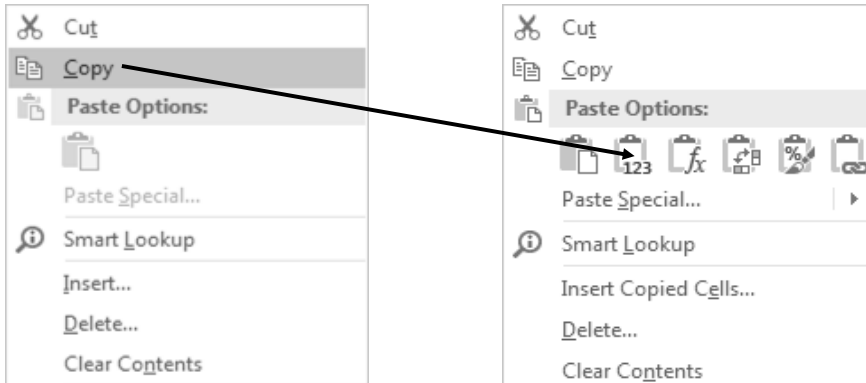 Cut
Copy
Paste Options:
Paste Special...
Smart Lookup
Insert...
Delete...
Clear Contents
Cut
Copy
Paste Options:
123 fx %
Paste Special...
Smart Lookup
Insert Copied Cells...
Delete...
Clear Contents